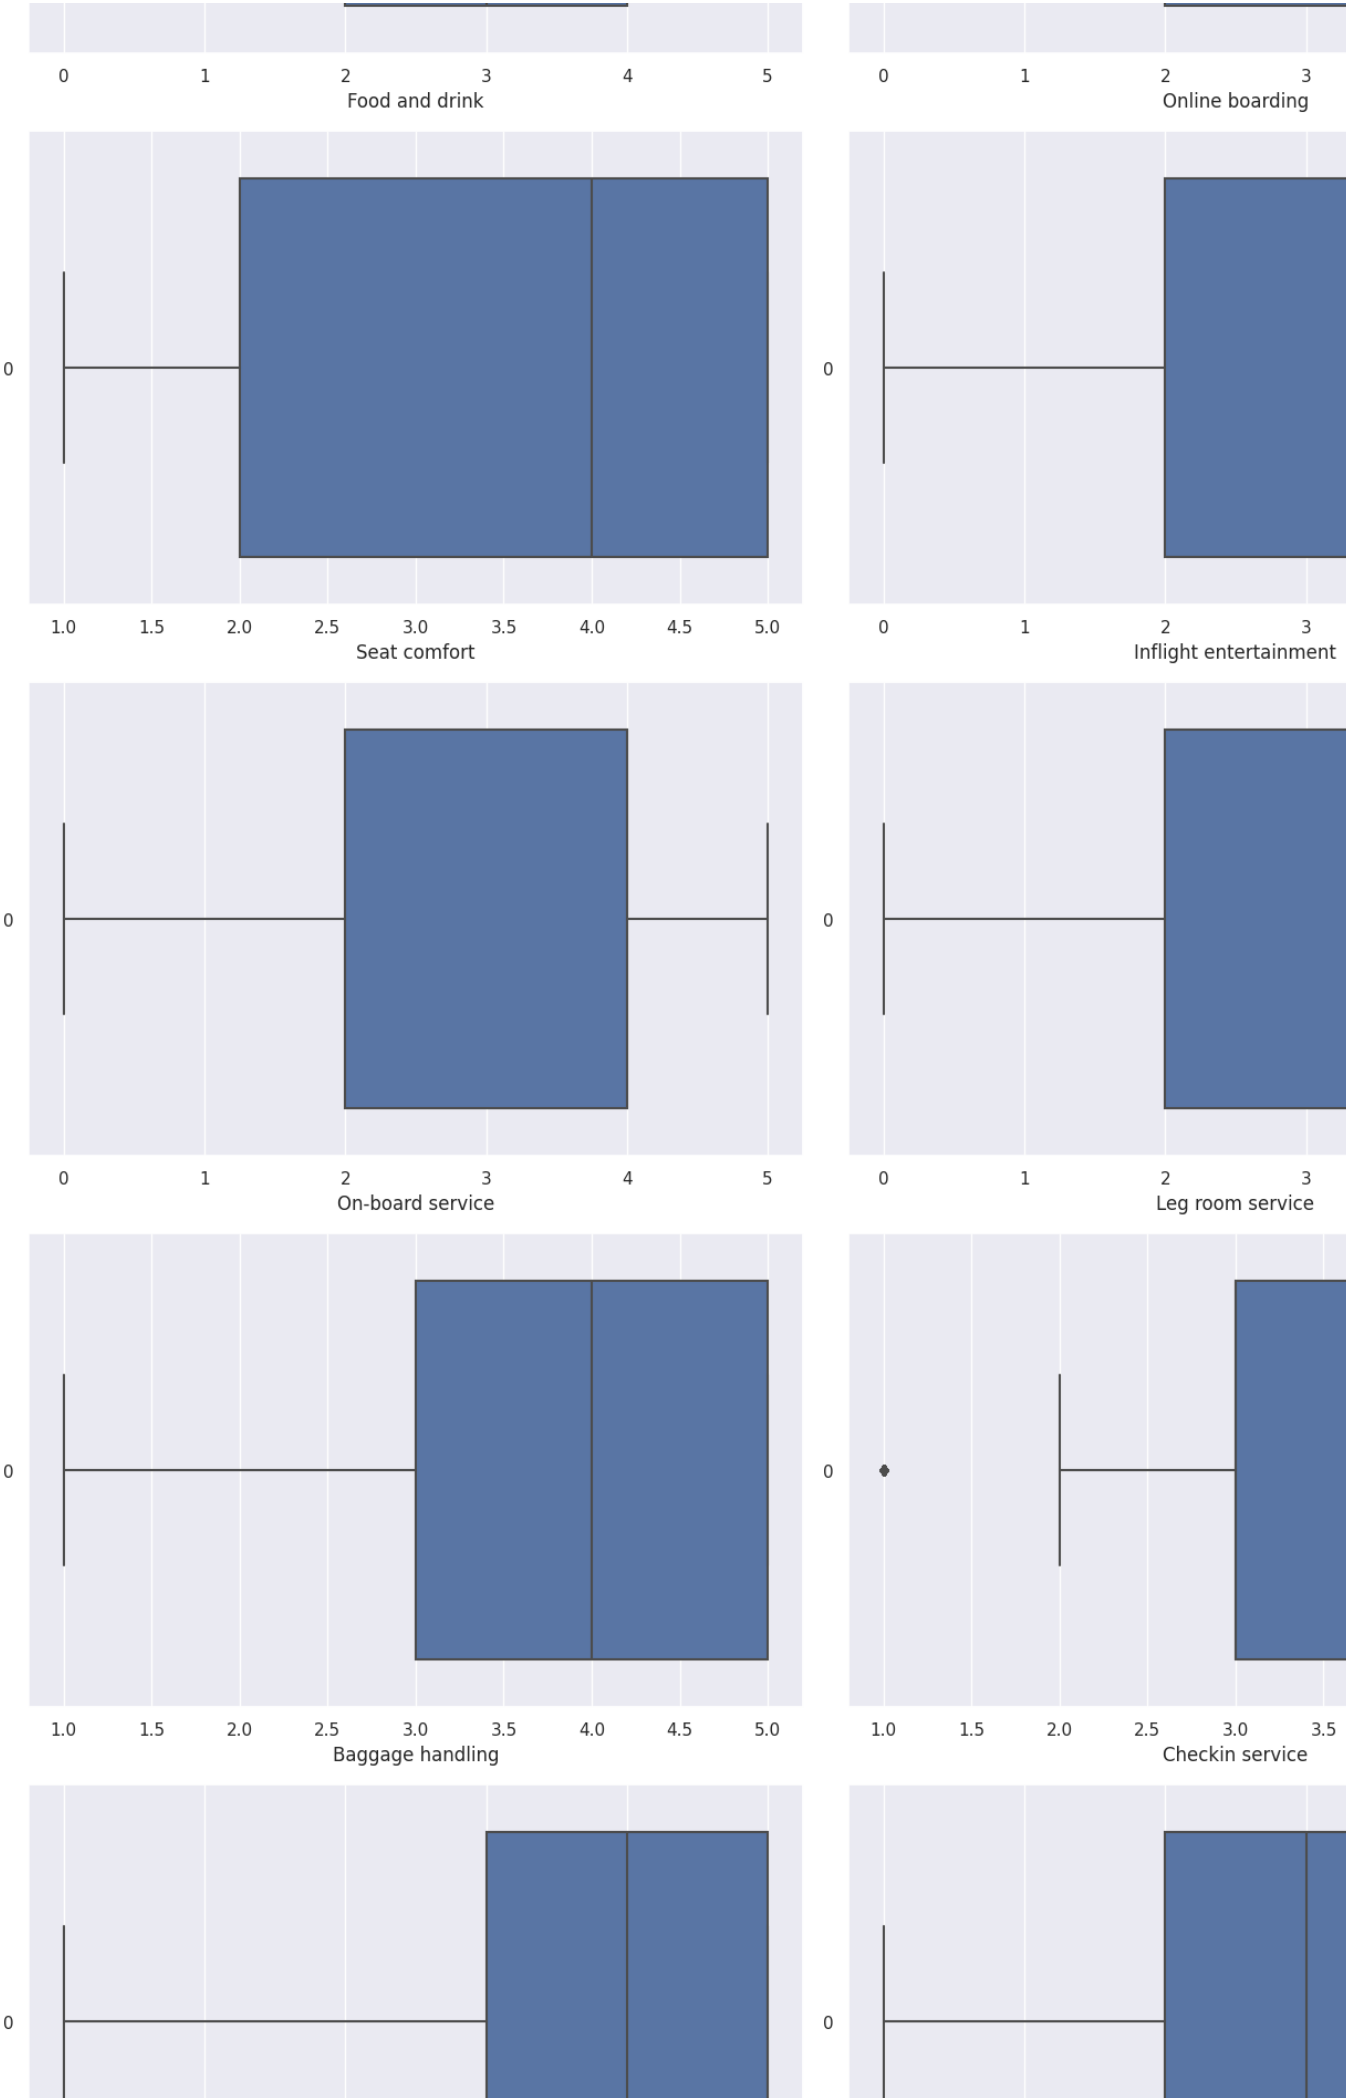 0 1 2 3 4 5 0 1 2 3
Food and drink Online boarding
0 0
1.0 1.5 2.0 2.5 3.0 3.5 4.0 4.5 5.0 0 1 2 3
Seat comfort Inflight entertainment
0 0
0 1 2 3 4 5 0 1 2 3
On-board service Leg room service
0 0
1.0 1.5 2.0 2.5 3.0 3.5 4.0 4.5 5.0 1.0 1.5 2.0 2.5 3.0 3.5
Baggage handling Checkin service
0 0